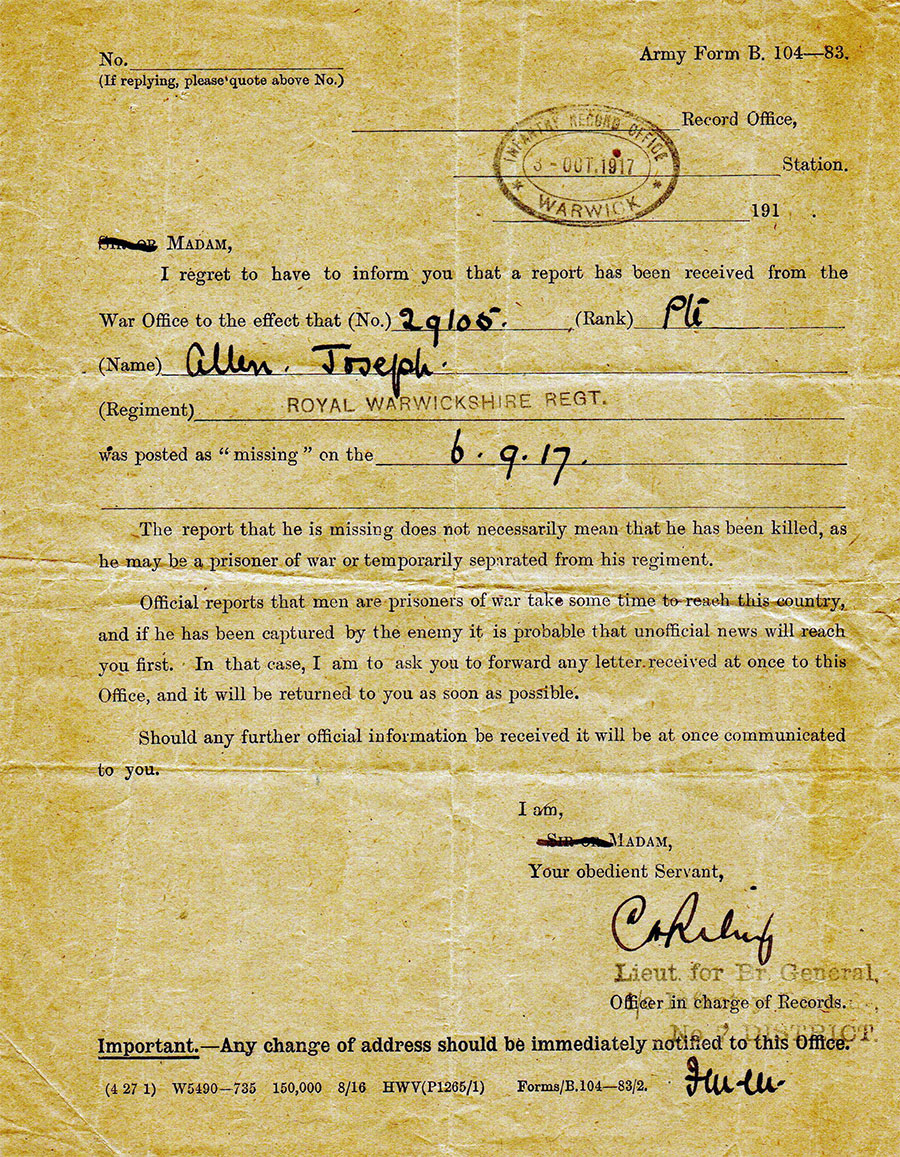 No.
Army Form B. 104—83.
(If replying, please quote above No.)
Record Office,
INFANTRY RECORD OFFICE
3 - OCT. 1917
WARWICK
Station.
191 .
Sir or Madam,
I regret to have to inform you that a report has been received from the
War Office to the effect that (No.) 29105. (Rank) Pte
(Name) Allen. Joseph.
(Regiment) ROYAL WARWICKSHIRE REGT.
was posted as “missing” on the 6.9.17.
The report that he is missing does not necessarily mean that he has been killed, as
he may be a prisoner of war or temporarily separated from his regiment.
Official reports that men are prisoners of war take some time to reach this country,
and if he has been captured by the enemy it is probable that unofficial news will reach
you first. In that case, I am to ask you to forward any letter received at once to this
Office, and it will be returned to you as soon as possible.
Should any further official information be received it will be at once communicated
to you.
I am,
Sir or Madam,
Your obedient Servant,
Lieut. for Br. General,
Officer in charge of Records.
No. 7 DISTRICT.
Important.—Any change of address should be immediately notified to this Office.
(4 27 1) W5490—735 150,000 8/16 HWV(P1265/1) Forms/B.104—83/2.